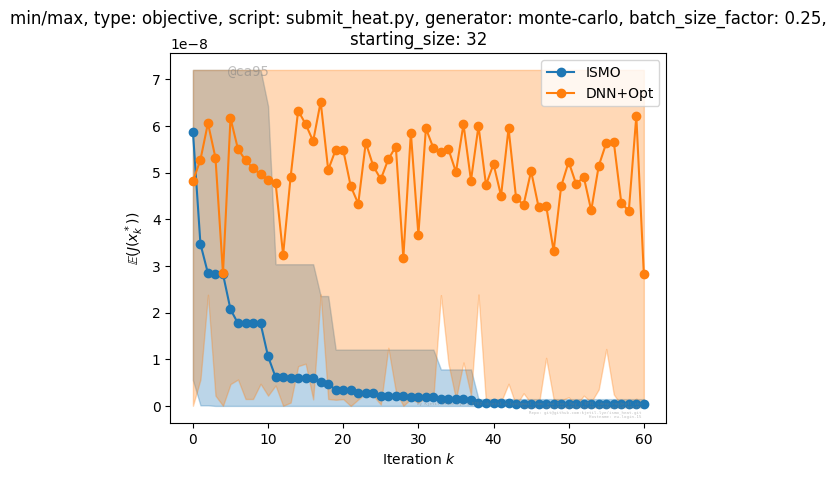 min/max, type: objective, script: submit_heat.py, generator: monte-carlo, batch_size_factor: 0.25,
starting_size: 32
1e−8
@ca95
ISMO
DNN+Opt
7
6
5
4
3
2
1
0
𝔼(J(x*k))
0 10 20 30 40 50 60
Iteration k